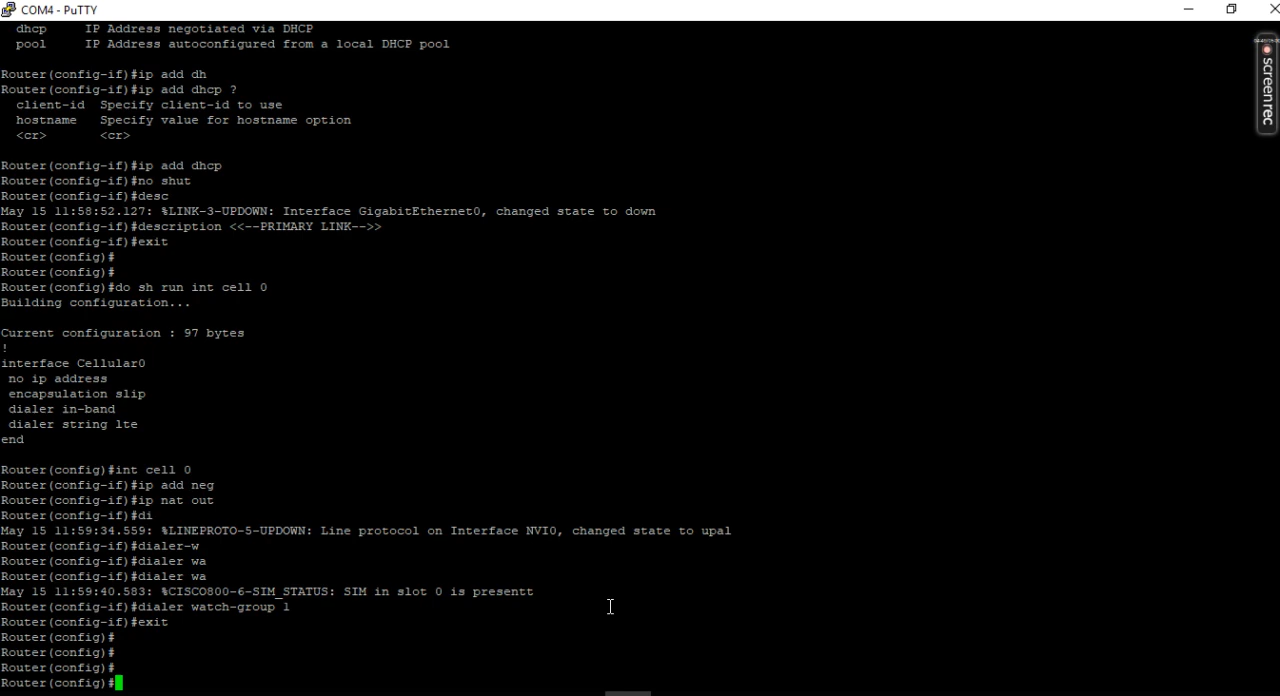 COM4 - PuTTY
dhcp IP Address negotiated via DHCP
pool IP Address autoconfigured from a local DHCP pool
Router(config-if)#ip add dh
Router(config-if)#ip add dhcp ?
client-id Specify client-id to use
hostname Specify value for hostname option
<cr> <cr>
Router(config-if)#ip add dhcp
Router(config-if)#no shut
Router(config-if)#desc
May 15 11:58:52.127: %LINK-3-UPDOWN: Interface GigabitEthernet0, changed state to down
Router(config-if)#description <<--PRIMARY LINK-->>
Router(config-if)#exit
Router(config)#
Router(config)#
Router(config)#do sh run int cell 0
Building configuration...
Current configuration : 97 bytes
!
interface Cellular0
no ip address
encapsulation slip
dialer in-band
dialer string lte
end
Router(config)#int cell 0
Router(config-if)#ip add neg
Router(config-if)#ip nat out
Router(config-if)#di
May 15 11:59:34.559: %LINEPROTO-5-UPDOWN: Line protocol on Interface NVI0, changed state to upal
Router(config-if)#dialer-w
Router(config-if)#dialer wa
Router(config-if)#dialer wa
May 15 11:59:40.583: %CISCO800-6-SIM_STATUS: SIM in slot 0 is presentt
Router(config-if)#dialer watch-group 1
Router(config-if)#exit
Router(config)#
Router(config)#
Router(config)#
Router(config)#
screenrec